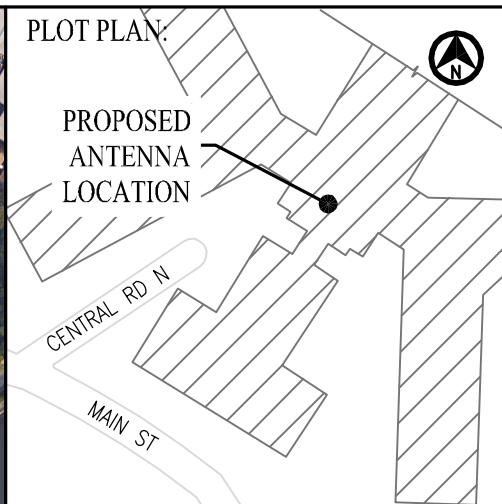 PLOT PLAN:
N
PROPOSED
ANTENNA
LOCATION
CENTRAL RD N
MAIN ST